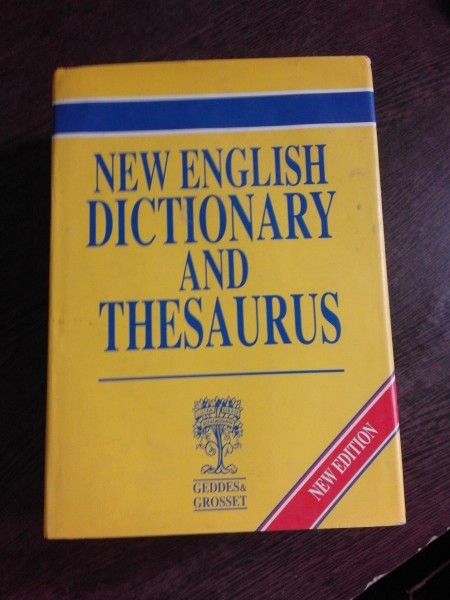 NEW ENGLISH
DICTIONARY
AND
THESAURUS
GEDDES&
GROSSET
NEW EDITION